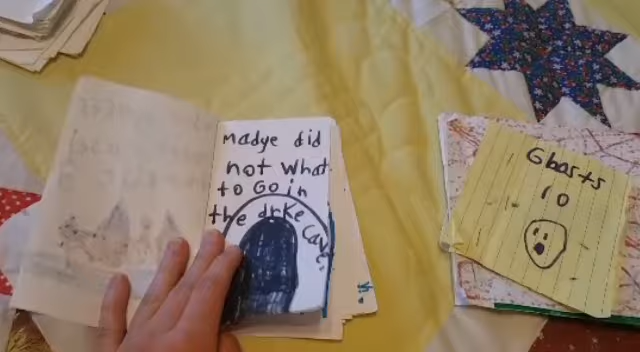 madye did
not what
to Go in
the drke cave.
Ghosts
10